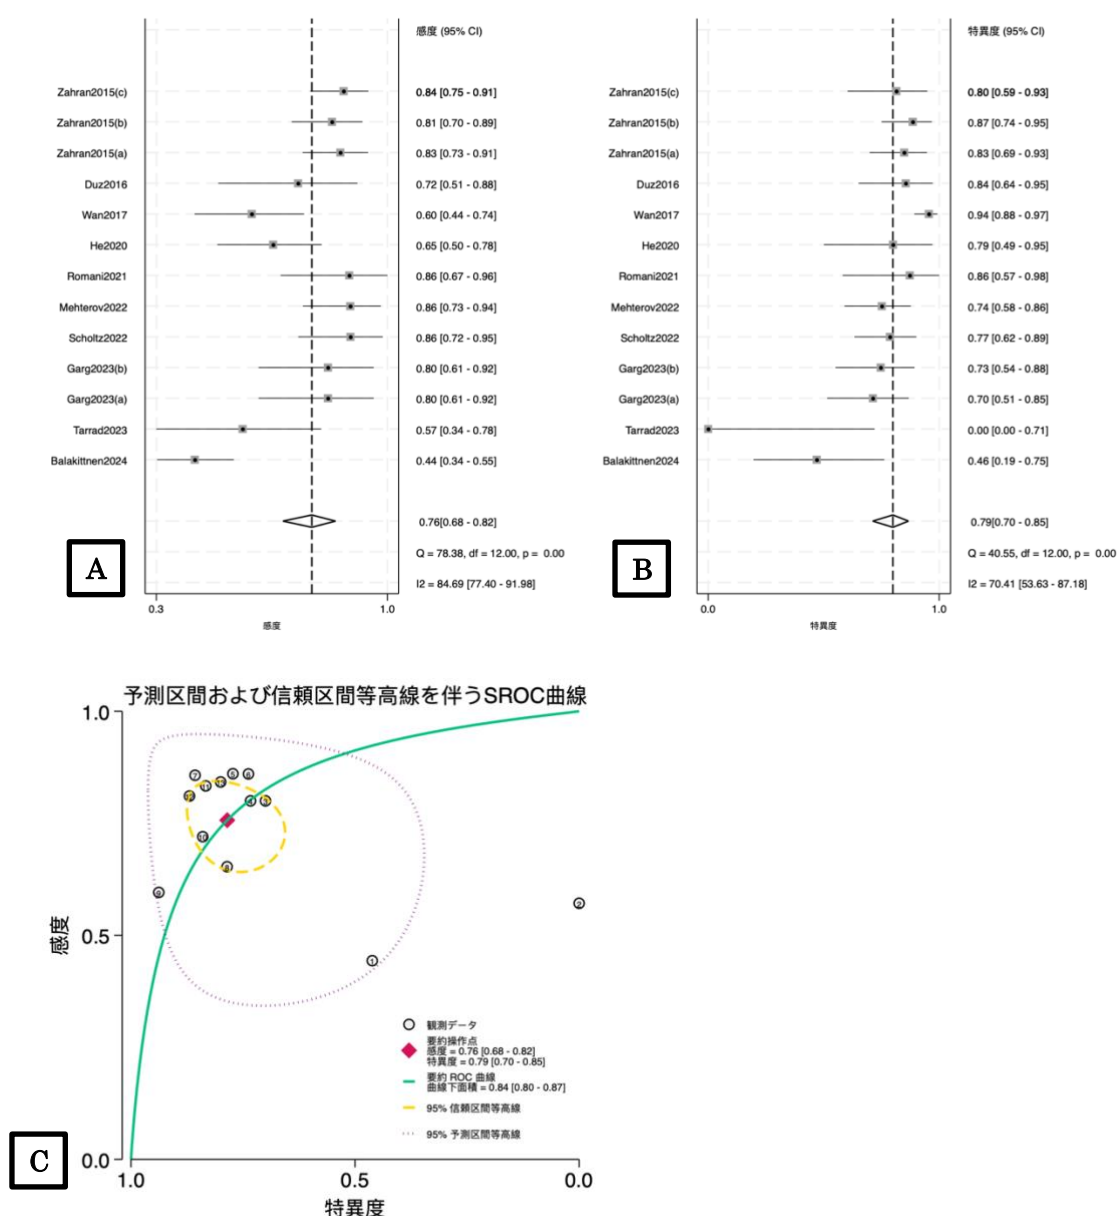 感度 (95% CI)
Zahran2015(c) 0.84 [0.75 - 0.91]
Zahran2015(b) 0.81 [0.70 - 0.89]
Zahran2015(a) 0.83 [0.73 - 0.91]
Duz2016 0.72 [0.51 - 0.88]
Wan2017 0.60 [0.44 - 0.74]
He2020 0.65 [0.50 - 0.78]
Romani2021 0.86 [0.67 - 0.96]
Mehterov2022 0.86 [0.73 - 0.94]
Scholtz2022 0.86 [0.72 - 0.95]
Garg2023(b) 0.80 [0.61 - 0.92]
Garg2023(a) 0.80 [0.61 - 0.92]
Tarrad2023 0.57 [0.34 - 0.78]
Balakittnen2024 0.44 [0.34 - 0.55]
0.76[0.68 - 0.82]
Q = 78.38, df = 12.00, p = 0.00
I2 = 84.69 [77.40 - 91.98]
A
0.3 1.0
感度
特異度 (95% CI)
Zahran2015(c) 0.80 [0.59 - 0.93]
Zahran2015(b) 0.87 [0.74 - 0.95]
Zahran2015(a) 0.83 [0.69 - 0.93]
Duz2016 0.84 [0.64 - 0.95]
Wan2017 0.94 [0.88 - 0.97]
He2020 0.79 [0.49 - 0.95]
Romani2021 0.86 [0.57 - 0.98]
Mehterov2022 0.74 [0.58 - 0.86]
Scholtz2022 0.77 [0.62 - 0.89]
Garg2023(b) 0.73 [0.54 - 0.88]
Garg2023(a) 0.70 [0.51 - 0.85]
Tarrad2023 0.00 [0.00 - 0.71]
Balakittnen2024 0.46 [0.19 - 0.75]
0.79[0.70 - 0.85]
Q = 40.55, df = 12.00, p = 0.00
I2 = 70.41 [53.63 - 87.18]
B
0.0 1.0
特異度
予測区間および信頼区間等高線を伴うSROC曲線
1.0
7 5 6
11
10
8
9
2
1
0.5
感度
0.0
観測データ
要約操作点
感度 = 0.76 [0.68 - 0.82]
特異度 = 0.79 [0.70 - 0.85]
要約 ROC 曲線
曲線下面積 = 0.84 [0.80 - 0.87]
95% 信頼区間等高線
95% 予測区間等高線
C
1.0 0.5 0.0
特異度